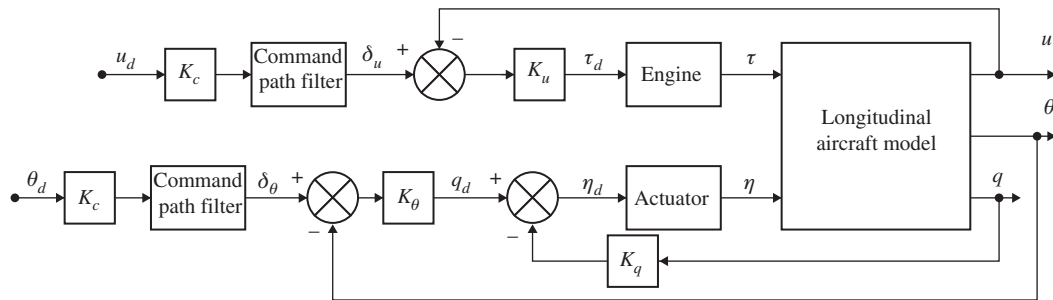 u_d
K_c
Command
path filter
δ_u
+
−
K_u
τ_d
Engine
τ
Longitudinal
aircraft model
u
θ
q
θ_d
K_c
Command
path filter
δ_θ
+
−
K_θ
q_d
+
−
η_d
Actuator
η
K_q